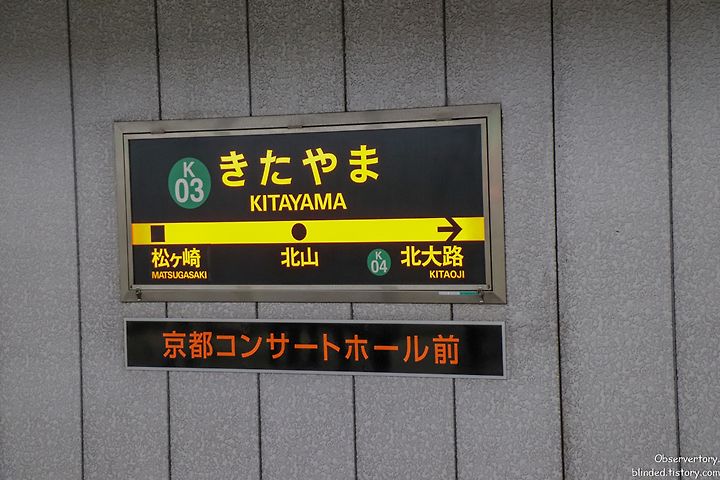 K
03
きたやま
KITAYAMA
松ヶ崎
MATSUGASAKI
北山
K
04
北大路
KITAOJI
京都コンサートホール前
Observertory.
blinded.tistory.com